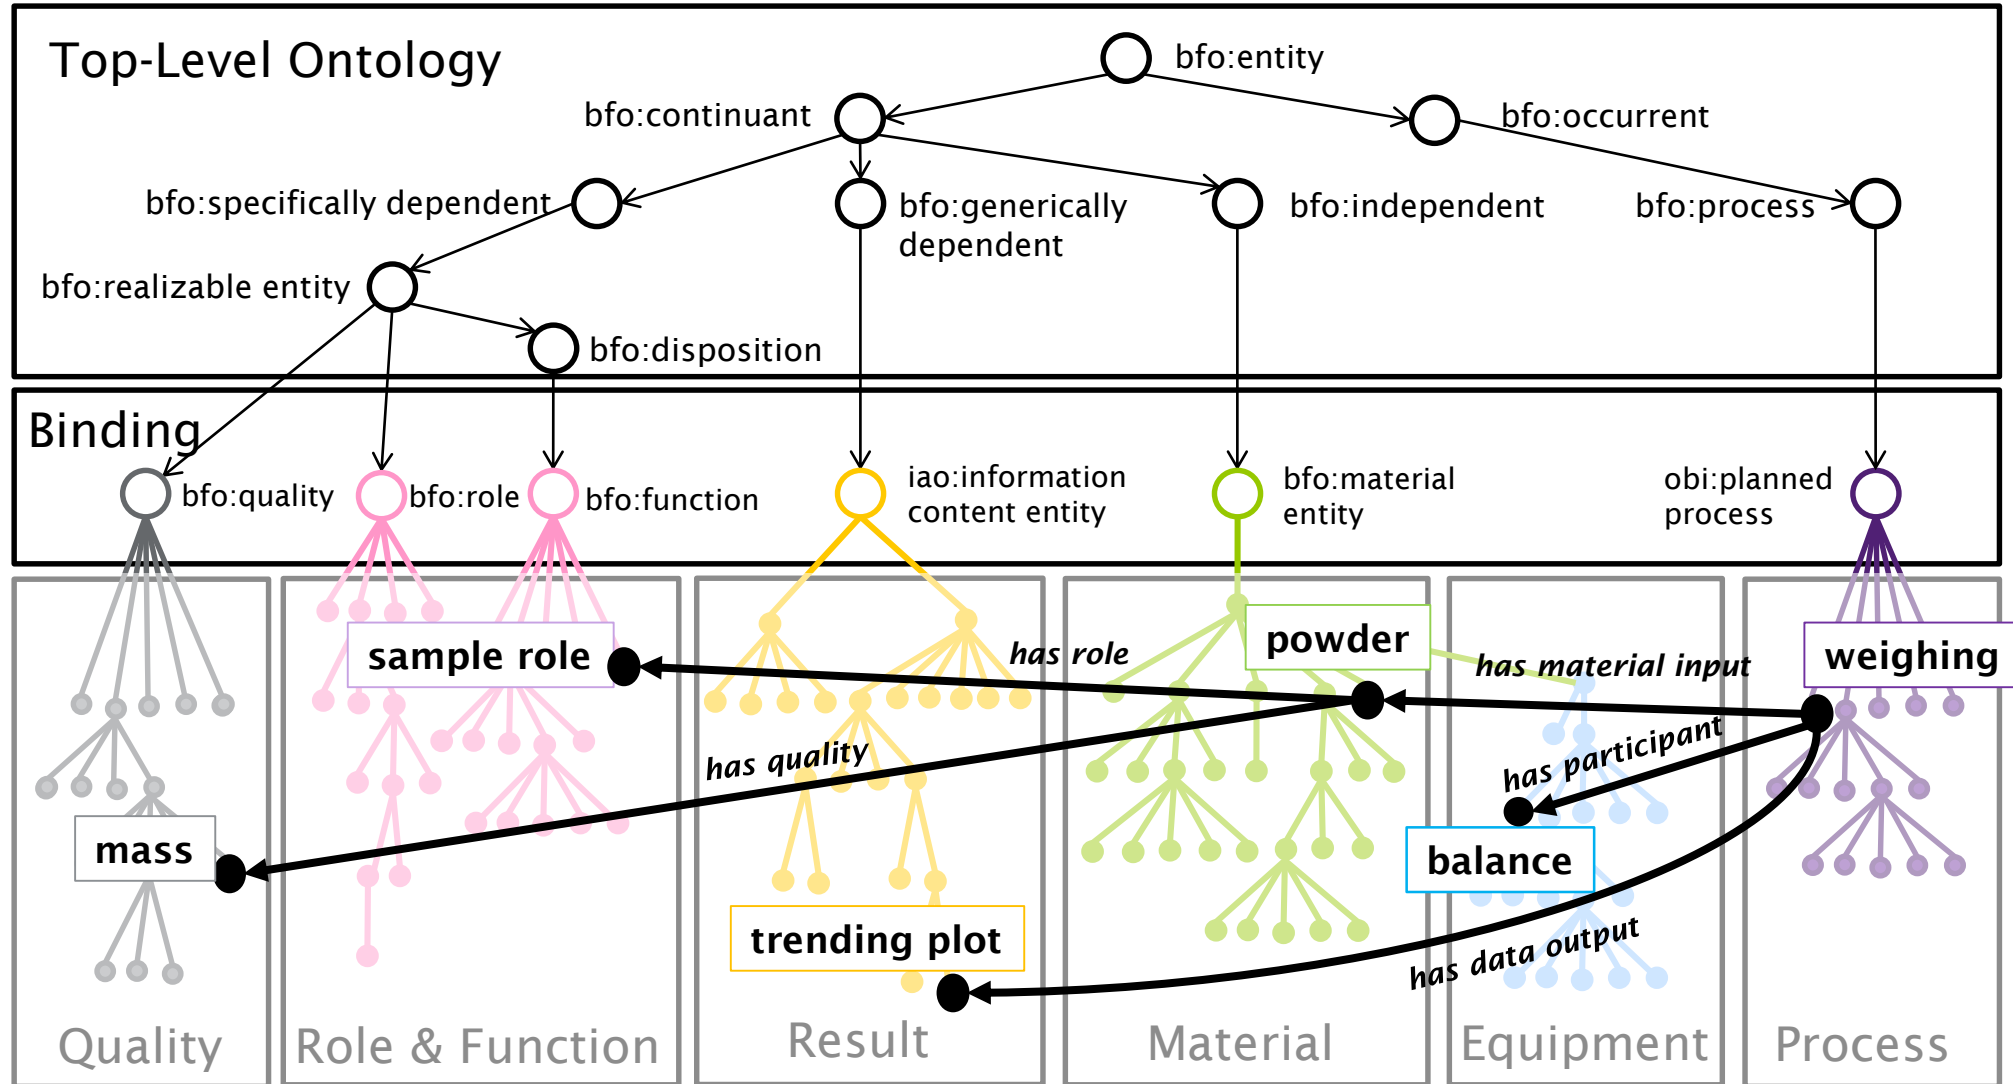 Top-Level Ontology
bfo:entity
bfo:continuant
bfo:occurrent
bfo:specifically dependent
bfo:generically
dependent
bfo:independent
bfo:process
bfo:realizable entity
bfo:disposition
Binding
bfo:quality
bfo:role
bfo:function
iao:information
content entity
bfo:material
entity
obi:planned
process
sample role
has role
powder
has material input
weighing
has quality
has participant
mass
balance
trending plot
has data output
Quality
Role & Function
Result
Material
Equipment
Process